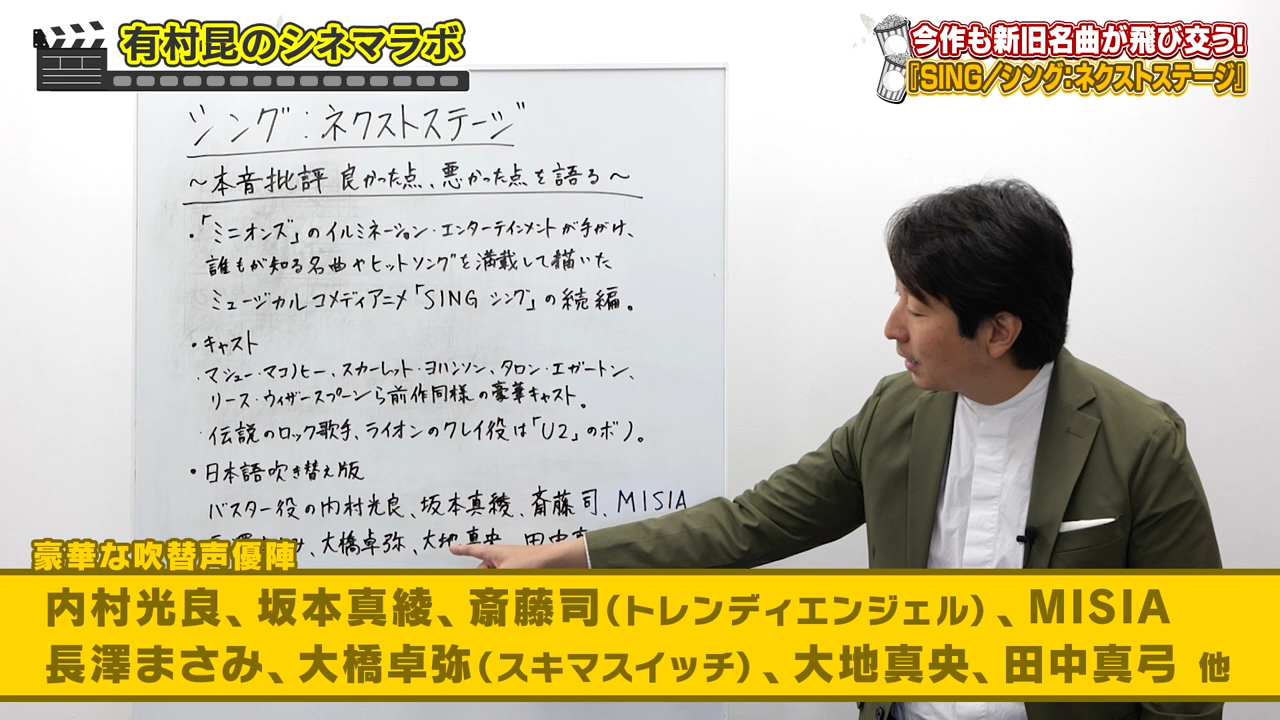 有村昆のシネマラボ
今作も新旧名曲が飛び交う!
『SING/シング:ネクストステージ』
シング:ネクストステージ
～本音批評 良かった点、悪かった点を語る～
・「ミニオンズ」のイルミネーション・エンターテインメントが手がけ、
誰もが知る名曲やヒットソングを満載して描いた
ミュージカルコメディアニメ「SING シング」の続編。
・キャスト
・マシュー・マコノヒー、スカーレット・ヨハンソン、タロン・エガートン、
リース・ウィザースプーンら前作同様の豪華キャスト。
・伝説のロック歌手、ライオンのクレイ役は「U2」のボノ。
・日本語吹き替え版
バスター役の内村光良、坂本真綾、斎藤司、MISIA
み、大橋卓弥、大地真央 田中
豪華な吹替声優陣
内村光良、坂本真綾、斎藤司(トレンディエンジェル)、MISIA
長澤まさみ、大橋卓弥(スキマスイッチ)、大地真央、田中真弓 他